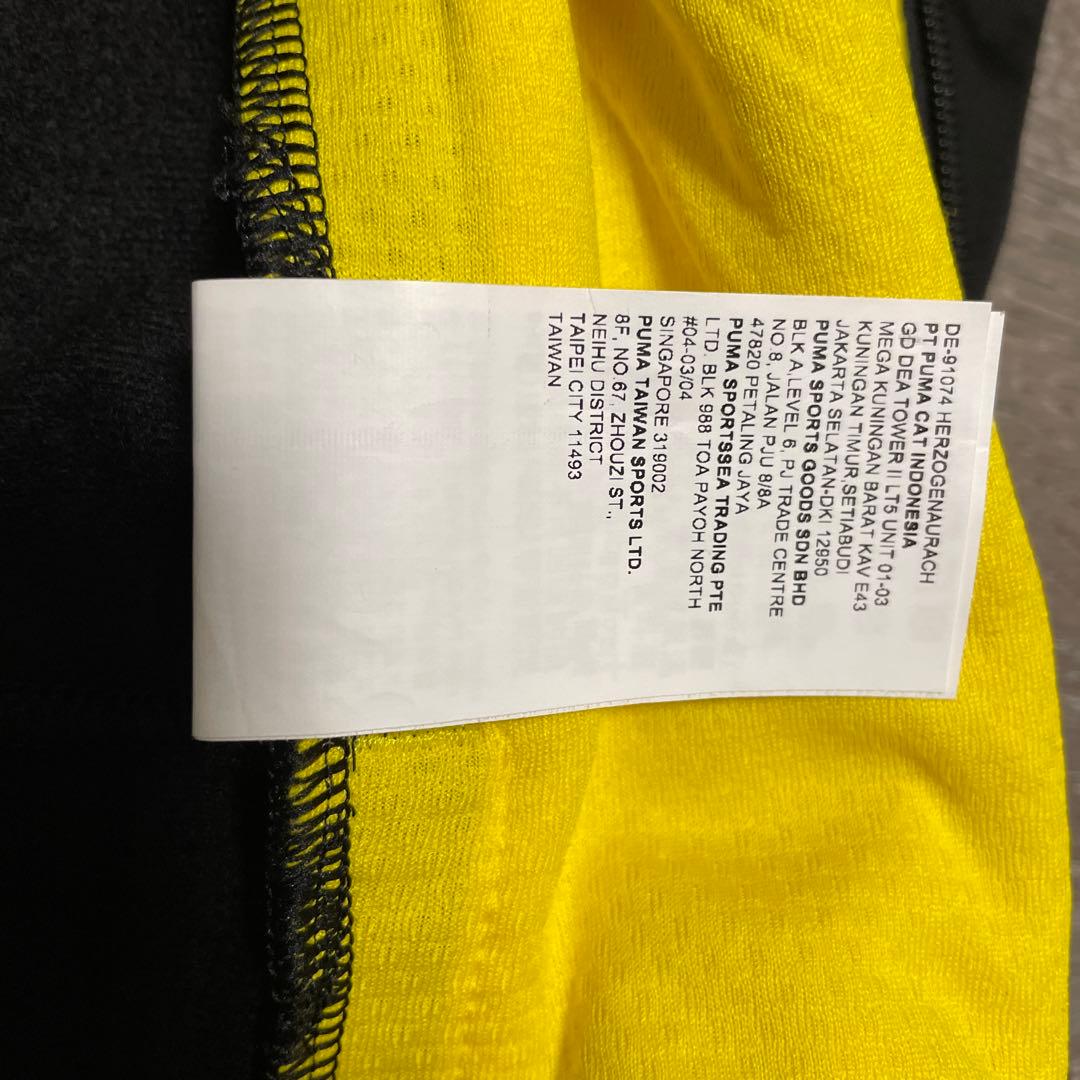 DE-91074 HERZOGENAURACH
PT PUMA CAT INDONESIA
GD DEA TOWER II LT5 UNIT 01-03
MEGA KUNINGAN BARAT KAV E43
KUNINGAN TIMUR,SETIABUDI
JAKARTA SELATAN-DKI 12950
PUMA SPORTS GOODS SDN BHD
BLK A,LEVEL 6, PJ TRADE CENTRE
NO.8, JALAN PJU 8/8A
47820 PETALING JAYA
PUMA SPORTSSEA TRADING PTE
LTD. BLK 988 TOA PAYOH NORTH
#04-03/04
SINGAPORE 319002
PUMA TAIWAN SPORTS LTD.
8F, NO.67, ZHOUZI ST.,
NEIHU DISTRICT
TAIPEI CITY 11493
TAIWAN